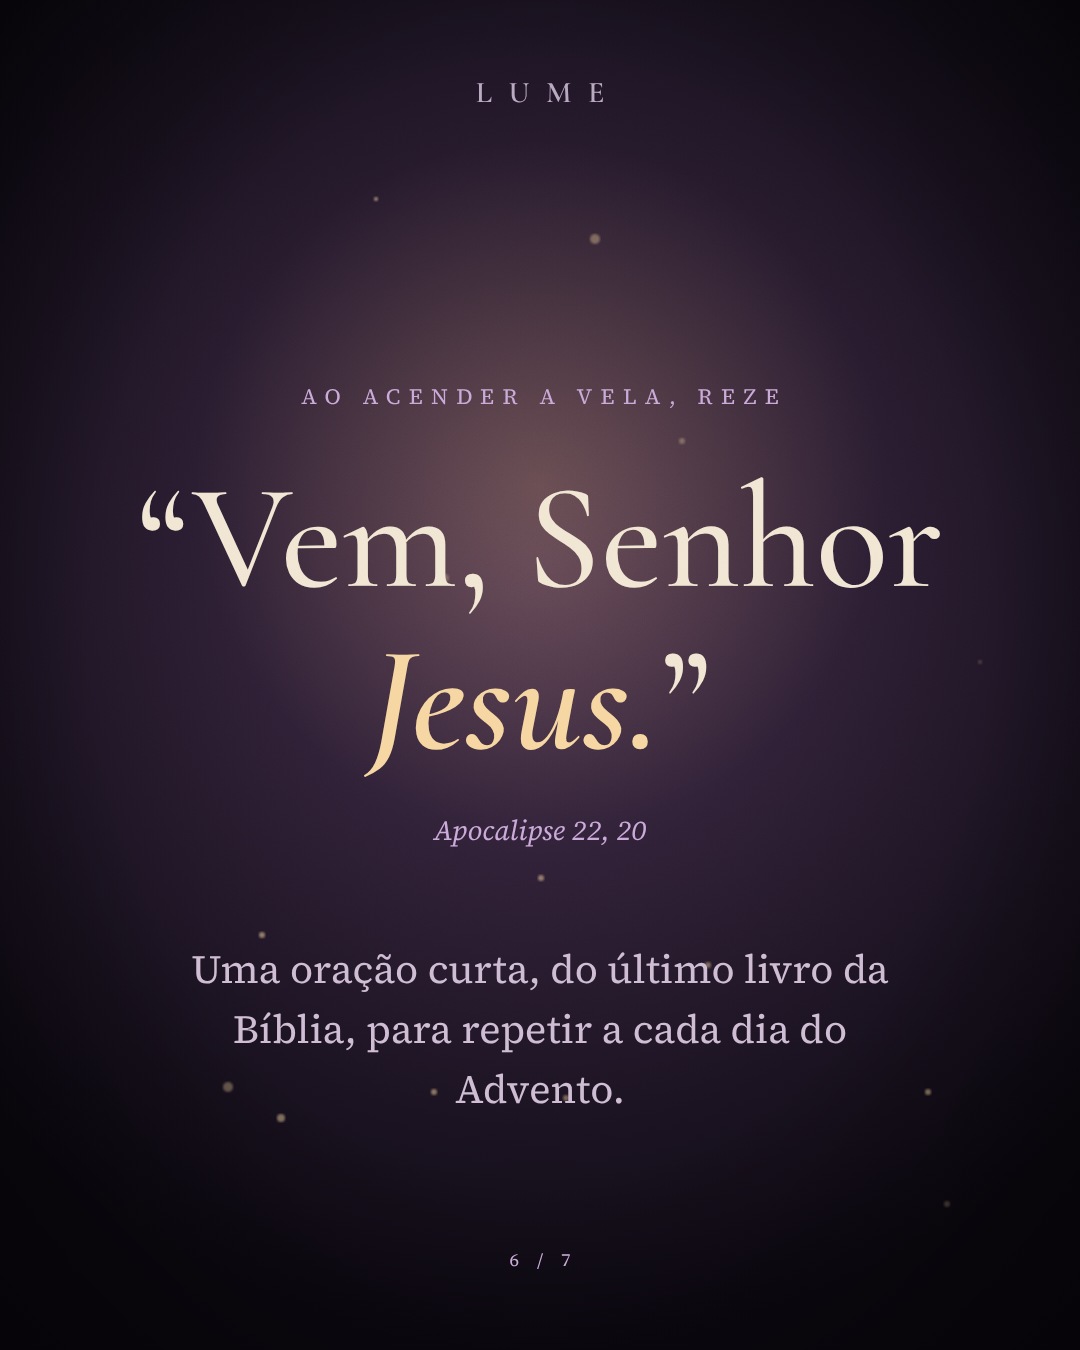 LUME
AO ACENDER A VELA, REZE
“Vem, Senhor
Jesus.”
Apocalipse 22, 20
Uma oração curta, do último livro da
Bíblia, para repetir a cada dia do
Advento.
6 / 7